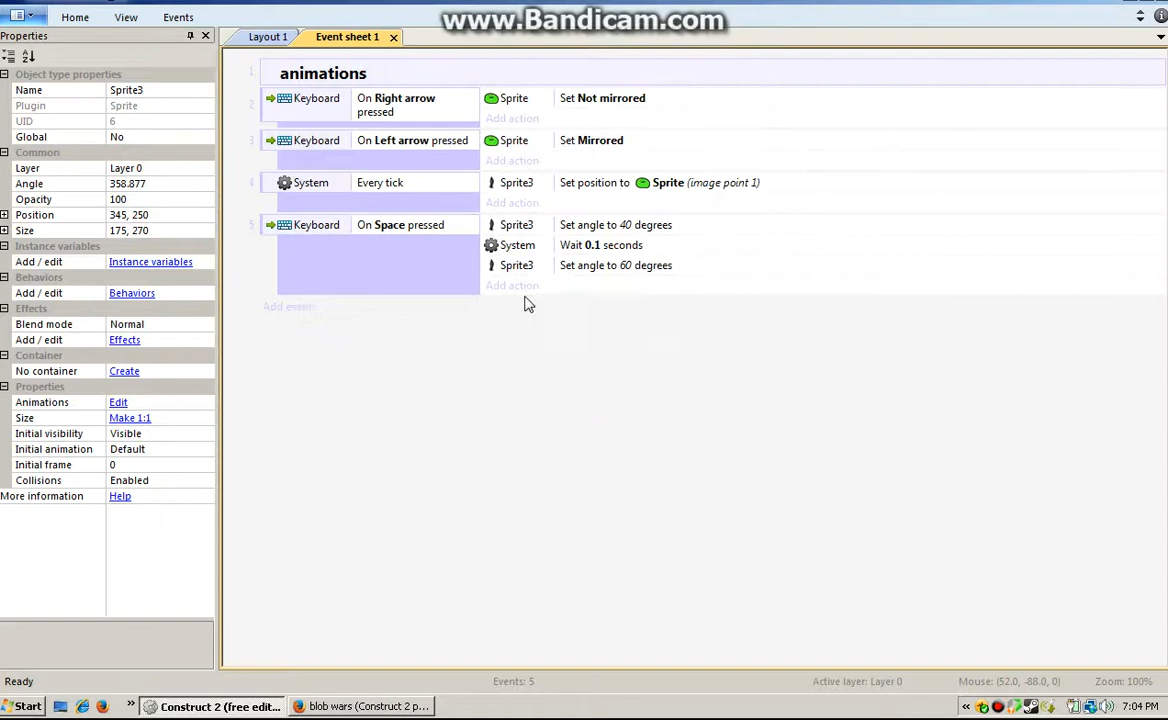 www.Bandicam.com
Home View Events
Properties
Layout 1 Event sheet 1
Object type properties
Name Sprite3
Plugin Sprite
UID 6
Global No
Common
Layer Layer 0
Angle 358.877
Opacity 100
Position 345, 250
Size 175, 270
Instance variables
Add / edit Instance variables
Behaviors
Add / edit Behaviors
Effects
Blend mode Normal
Add / edit Effects
Container
No container Create
Properties
Animations Edit
Size Make 1:1
Initial visibility Visible
Initial animation Default
Initial frame 0
Collisions Enabled
More information Help
1 animations
2 Keyboard On Right arrow pressed Sprite Set Not mirrored
Add action
3 Keyboard On Left arrow pressed Sprite Set Mirrored
Add action
4 System Every tick Sprite3 Set position to Sprite (image point 1)
Add action
5 Keyboard On Space pressed Sprite3 Set angle to 40 degrees
System Wait 0.1 seconds
Sprite3 Set angle to 60 degrees
Add action
Add event
Ready Events: 5 Active layer: Layer 0 Mouse: (52.0, -88.0, 0) Zoom: 100%
Start Construct 2 (free edit... blob wars (Construct 2 p... 7:04 PM